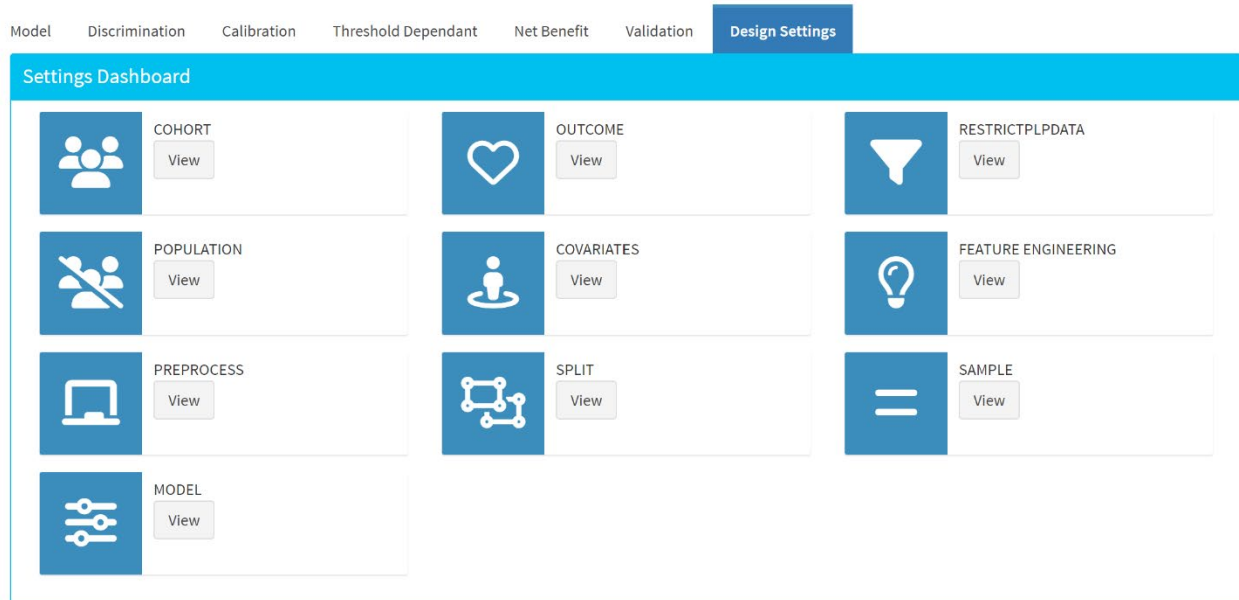 Model Discrimination Calibration Threshold Dependant Net Benefit Validation Design Settings
Settings Dashboard
COHORT
View
OUTCOME
View
RESTRICTPLPDATA
View
POPULATION
View
COVARIATES
View
FEATURE ENGINEERING
View
PREPROCESS
View
SPLIT
View
SAMPLE
View
MODEL
View